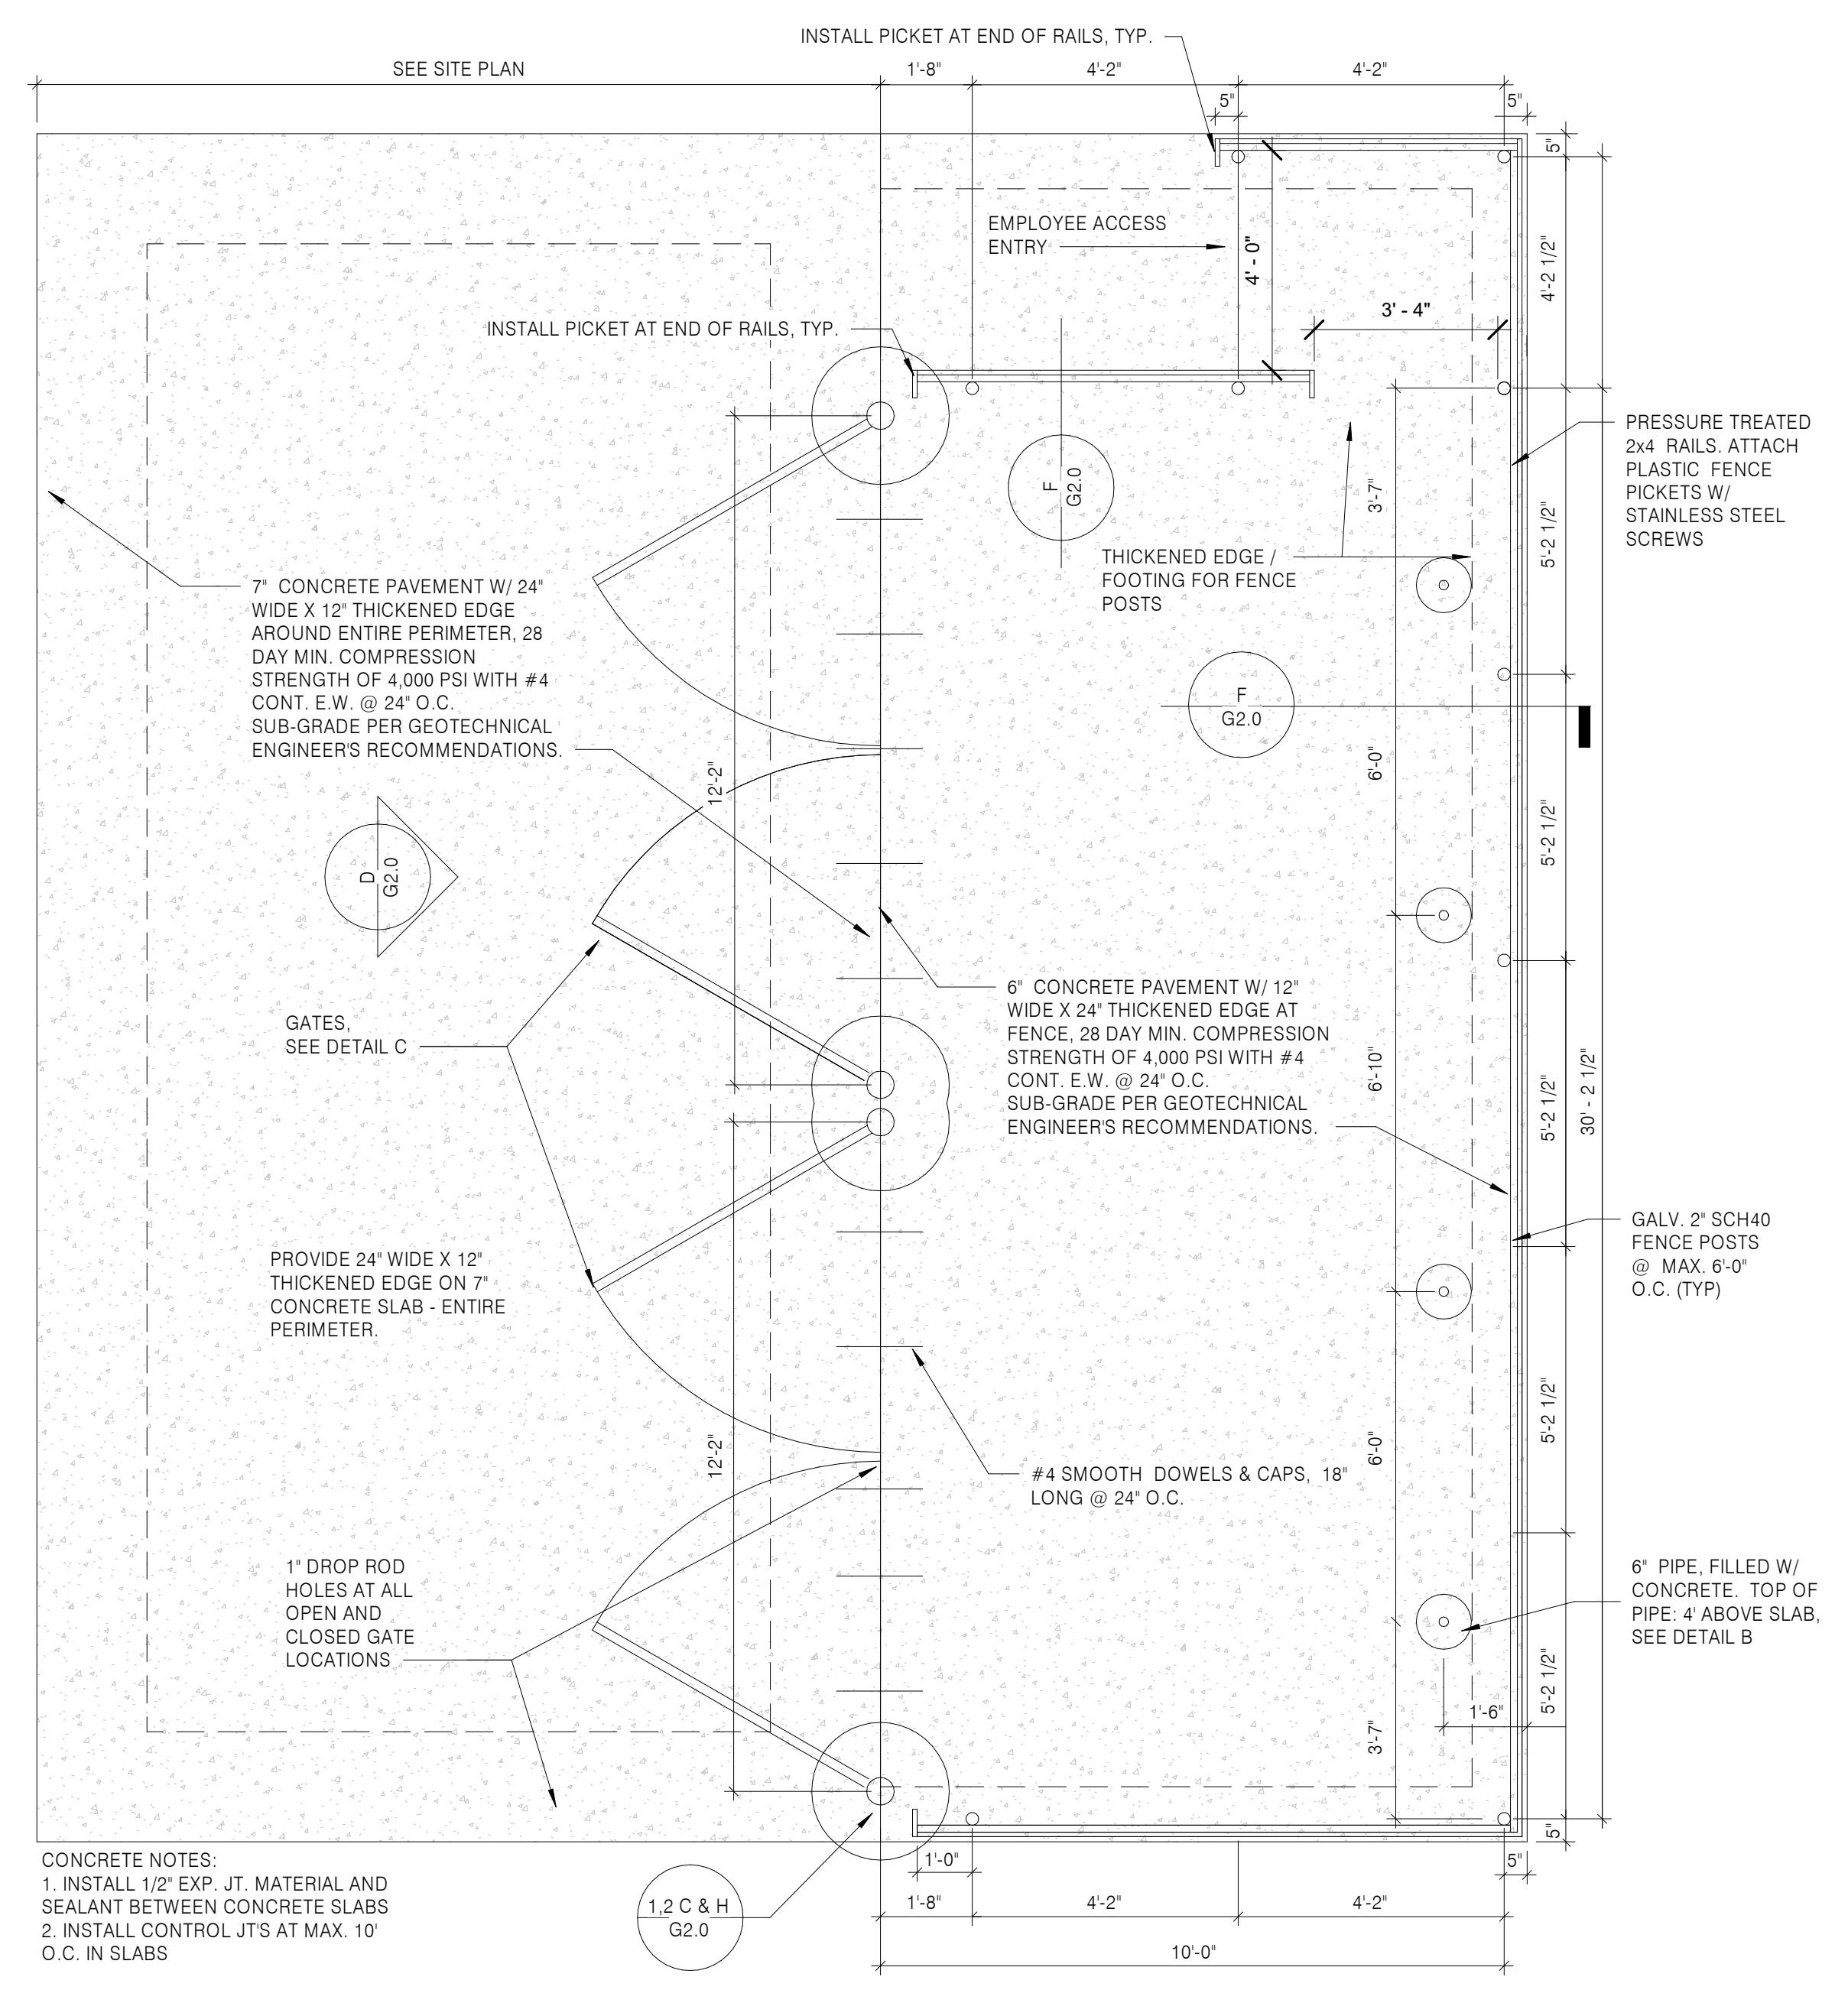 INSTALL PICKET AT END OF RAILS, TYP.
SEE SITE PLAN
1'-8"
4'-2"
4'-2"
5"
5"
5"
EMPLOYEE ACCESS
ENTRY
4' - 0"
4'-2 1/2"
3' - 4"
INSTALL PICKET AT END OF RAILS, TYP.
PRESSURE TREATED
2x4 RAILS. ATTACH
PLASTIC FENCE
PICKETS W/
STAINLESS STEEL
SCREWS
F
G2.0
3'-7"
5'-2 1/2"
THICKENED EDGE /
FOOTING FOR FENCE
POSTS
7" CONCRETE PAVEMENT W/ 24"
WIDE X 12" THICKENED EDGE
AROUND ENTIRE PERIMETER, 28
DAY MIN. COMPRESSION
STRENGTH OF 4,000 PSI WITH #4
CONT. E.W. @ 24" O.C.
SUB-GRADE PER GEOTECHNICAL
ENGINEER'S RECOMMENDATIONS.
F
G2.0
12'-2"
6'-0"
5'-2 1/2"
D
G2.0
GATES,
SEE DETAIL C
6" CONCRETE PAVEMENT W/ 12"
WIDE X 24" THICKENED EDGE AT
FENCE, 28 DAY MIN. COMPRESSION
STRENGTH OF 4,000 PSI WITH #4
CONT. E.W. @ 24" O.C.
SUB-GRADE PER GEOTECHNICAL
ENGINEER'S RECOMMENDATIONS.
6'-10"
5'-2 1/2"
30' - 2 1/2"
GALV. 2" SCH40
FENCE POSTS
@ MAX. 6'-0"
O.C. (TYP)
PROVIDE 24" WIDE X 12"
THICKENED EDGE ON 7"
CONCRETE SLAB - ENTIRE
PERIMETER.
12'-2"
6'-0"
5'-2 1/2"
#4 SMOOTH DOWELS & CAPS, 18"
LONG @ 24" O.C.
1" DROP ROD
HOLES AT ALL
OPEN AND
CLOSED GATE
LOCATIONS
6" PIPE, FILLED W/
CONCRETE. TOP OF
PIPE: 4' ABOVE SLAB,
SEE DETAIL B
3'-7"
1'-6"
5'-2 1/2"
5"
CONCRETE NOTES:
1. INSTALL 1/2" EXP. JT. MATERIAL AND
SEALANT BETWEEN CONCRETE SLABS
2. INSTALL CONTROL JT'S AT MAX. 10'
O.C. IN SLABS
1,2 C & H
G2.0
1'-0"
5"
1'-8"
4'-2"
4'-2"
10'-0"